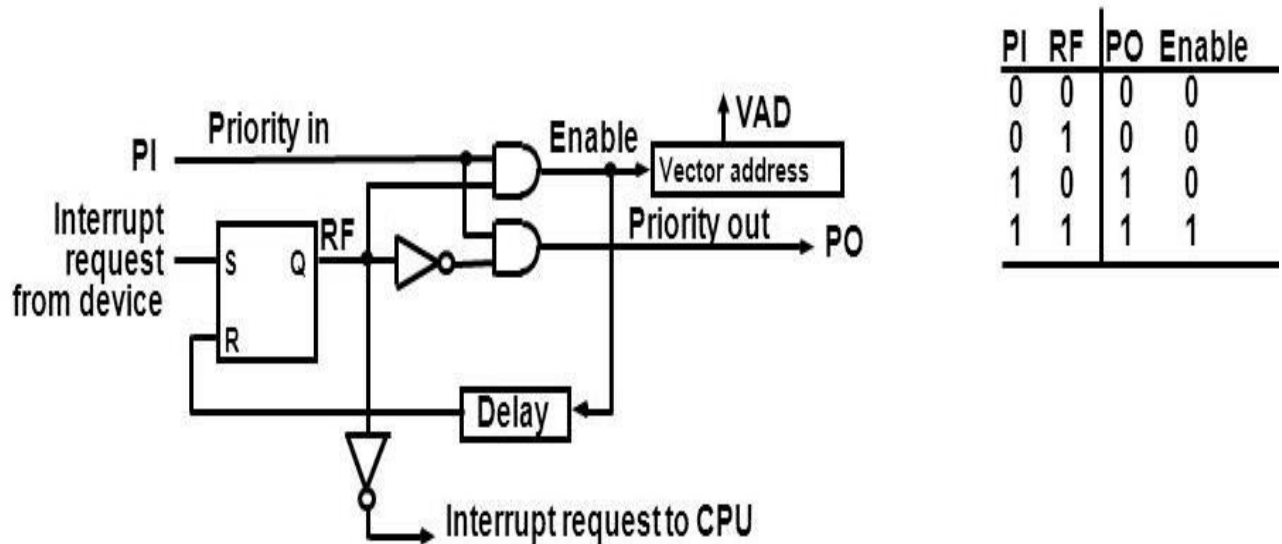 PI RF PO Enable
0 0 0 0
0 1 0 0
1 0 1 0
1 1 1 1
Priority in
PI
Enable
VAD
Vector address
Interrupt
request
from device
RF
S Q
R
Priority out
PO
Delay
Interrupt request to CPU